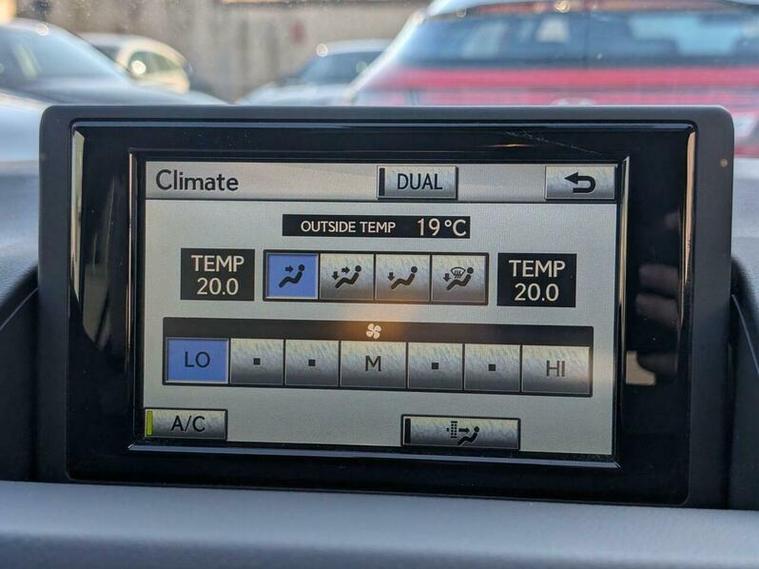 Climate
DUAL
OUTSIDE TEMP 19°C
TEMP
20.0
TEMP
20.0
LO
M
HI
A/C